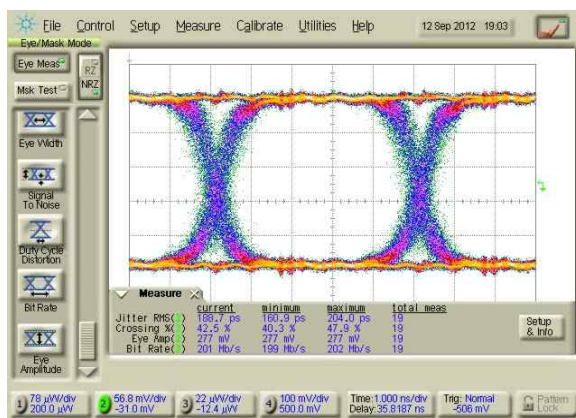 File Control Setup Measure Calibrate Utilities Help 12 Sep 2012 19:03
Eye/Mask Mode
Eye Meas
RZ
NRZ
Msk Test
Eye Width
Signal
To Noise
Duty Cycle
Distortion
Bit Rate
Eye
Amplitude
Measure
current minimum maximum total meas
Jitter RMS(2) 188.7 ps 160.9 ps 204.0 ps 19
Crossing %(2) 42.5 % 40.3 % 47.9 % 19
Eye Amp(2) 277 mV 277 mV 277 mV 19
Bit Rate(2) 201 Mb/s 199 Mb/s 202 Mb/s 19
Setup
& Info
1) 78 µW/div
200.0 µW
2) 56.8 mV/div
-31.0 mV
3) 22 µW/div
-12.4 µW
4) 100 mV/div
500.0 mV
Time:1.000 ns/div
Delay:35.8187 ns
Trig: Normal
-506 mV
Pattern
Lock